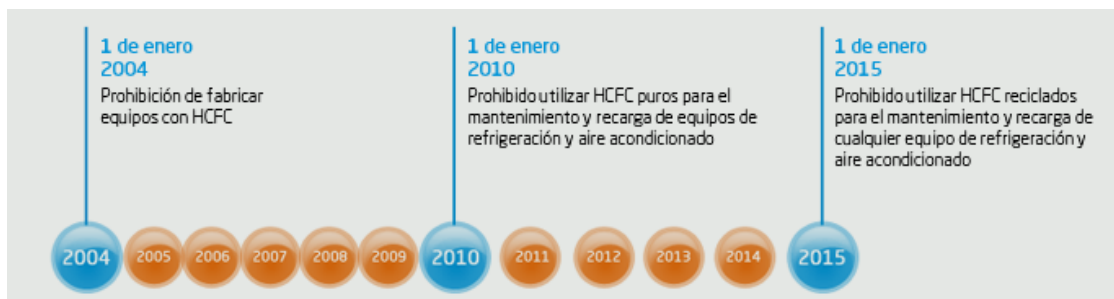 1 de enero
2004
Prohibición de fabricar
equipos con HCFC
1 de enero
2010
Prohibido utilizar HCFC puros para el
mantenimiento y recarga de equipos de
refrigeración y aire acondicionado
1 de enero
2015
Prohibido utilizar HCFC reciclados
para el mantenimiento y recarga de
cualquier equipo de refrigeración y
aire acondicionado
2004 2005 2006 2007 2008 2009 2010 2011 2012 2013 2014 2015